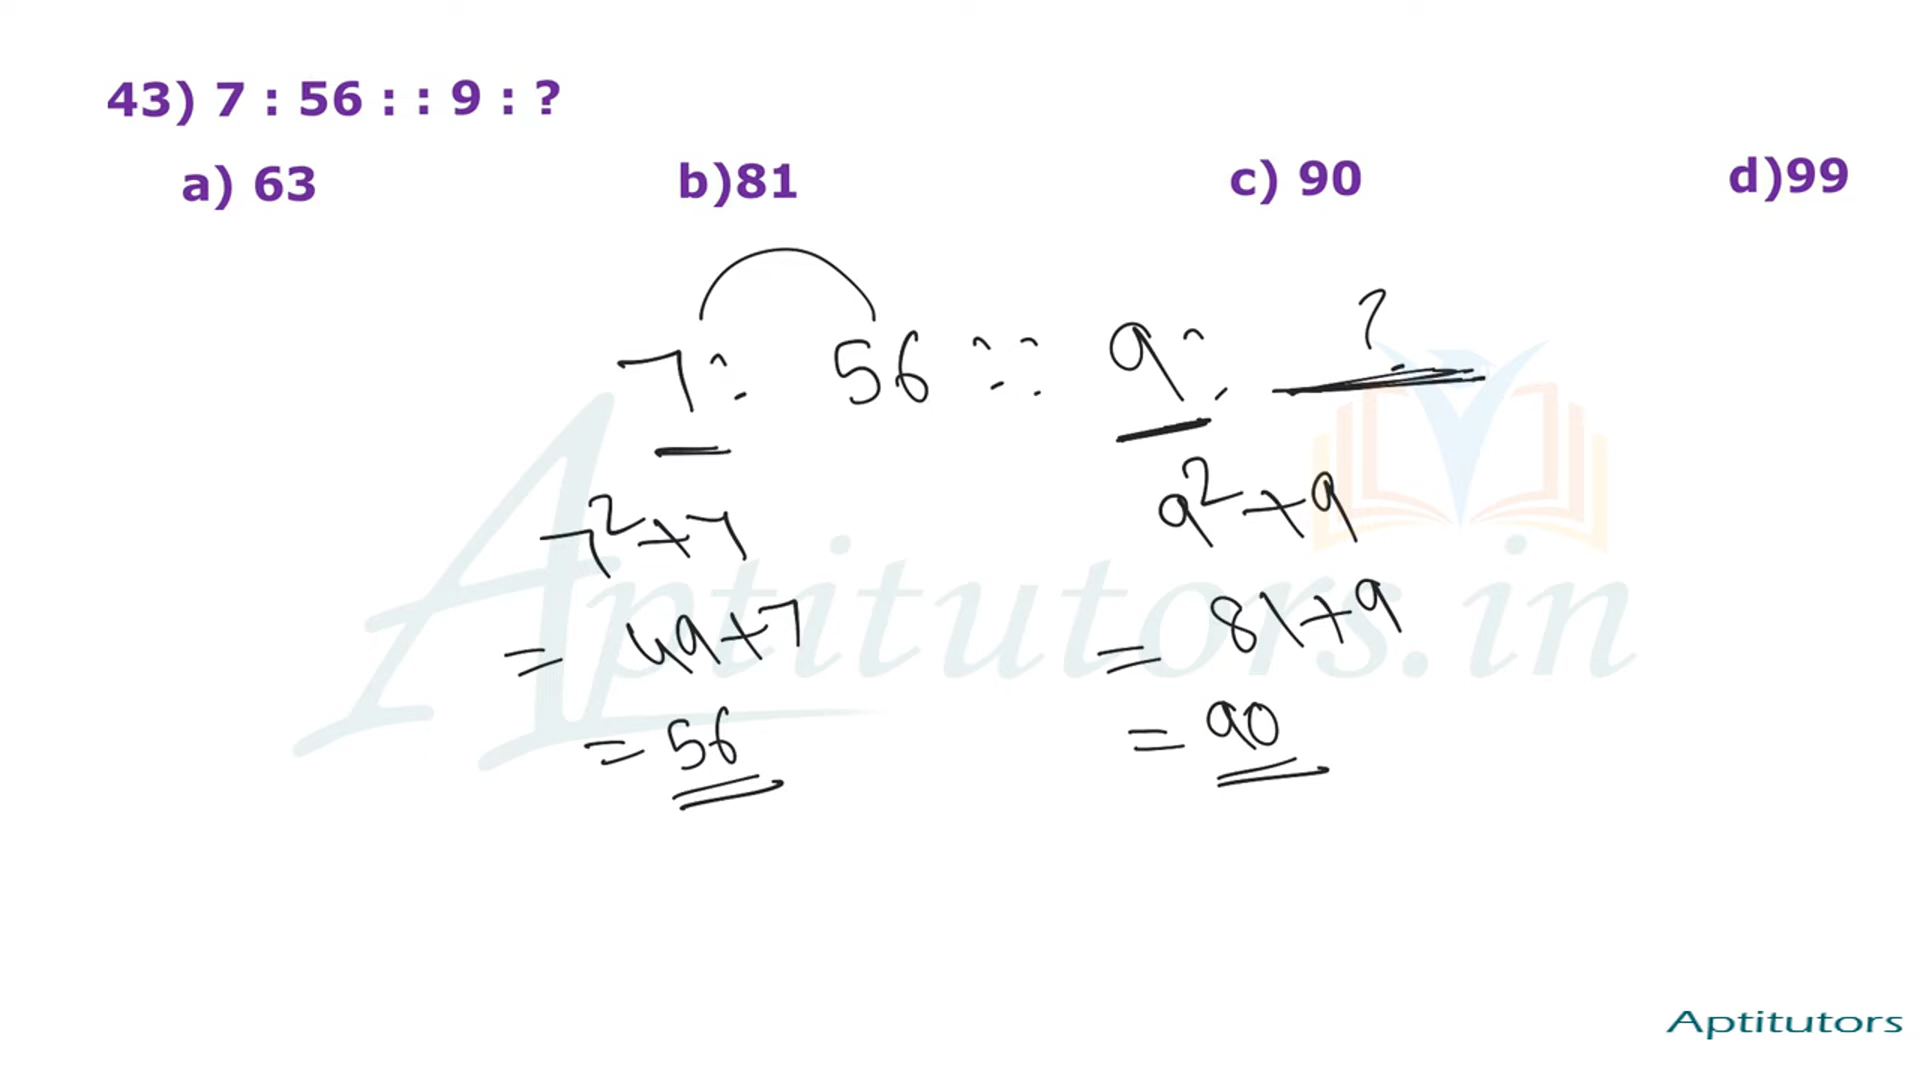 43) 7 : 56 : : 9 : ?
a) 63 b)81 c) 90 d)99
7 : 56 :: 9 : ?
7²+7 9²+9
= 49+7 = 81+9
= 56 = 90
Aptitutors.in
Aptitutors